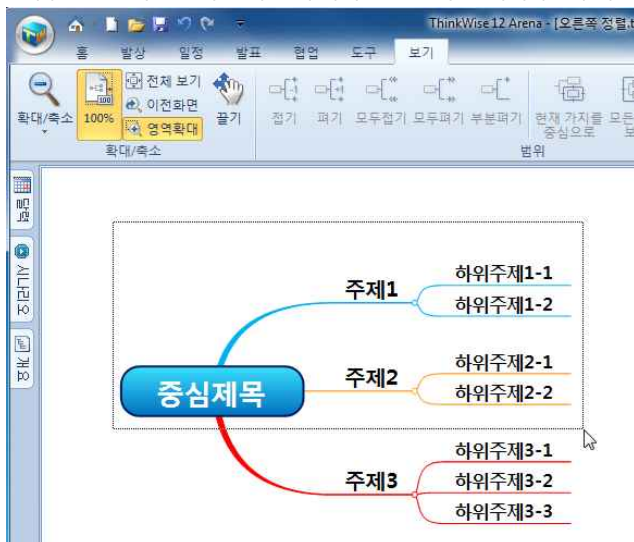 ThinkWise 12 Arena - [오른쪽 정렬.t
홈 발상 일정 발표 협업 도구 보기
확대/축소
100%
전체 보기
이전화면
영역확대
끌기
접기 펴기 모두접기 모두펴기 부분펴기
현재 가지를
중심으로
모든
확대/축소
범위
달력
시나리오
개요
주제1
하위주제1-1
하위주제1-2
중심제목
주제2
하위주제2-1
하위주제2-2
주제3
하위주제3-1
하위주제3-2
하위주제3-3